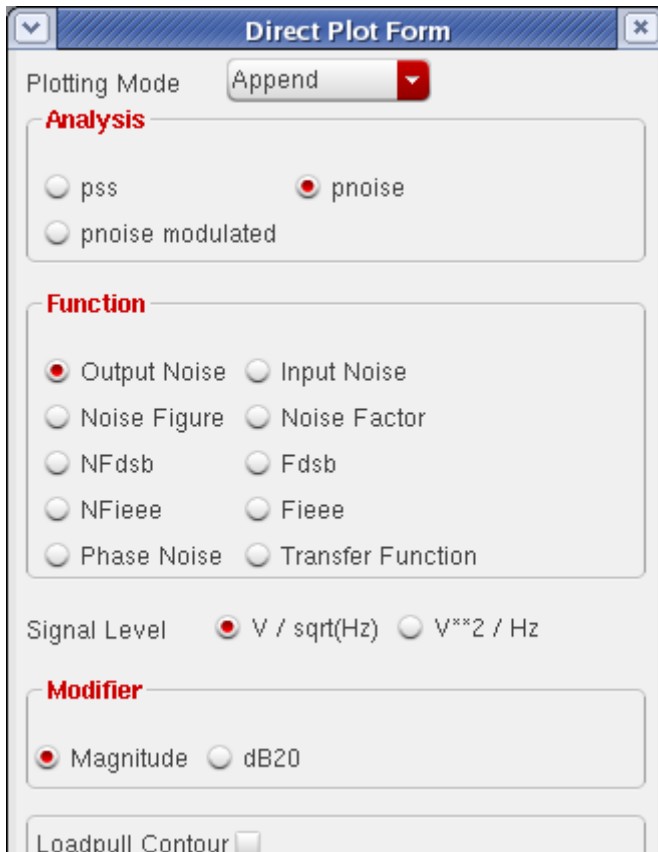 Direct Plot Form
Plotting Mode Append
Analysis
pss pnoise
pnoise modulated
Function
Output Noise Input Noise
Noise Figure Noise Factor
NFdsb Fdsb
NFieee Fieee
Phase Noise Transfer Function
Signal Level V / sqrt(Hz) V**2 / Hz
Modifier
Magnitude dB20
Loadpull Contour